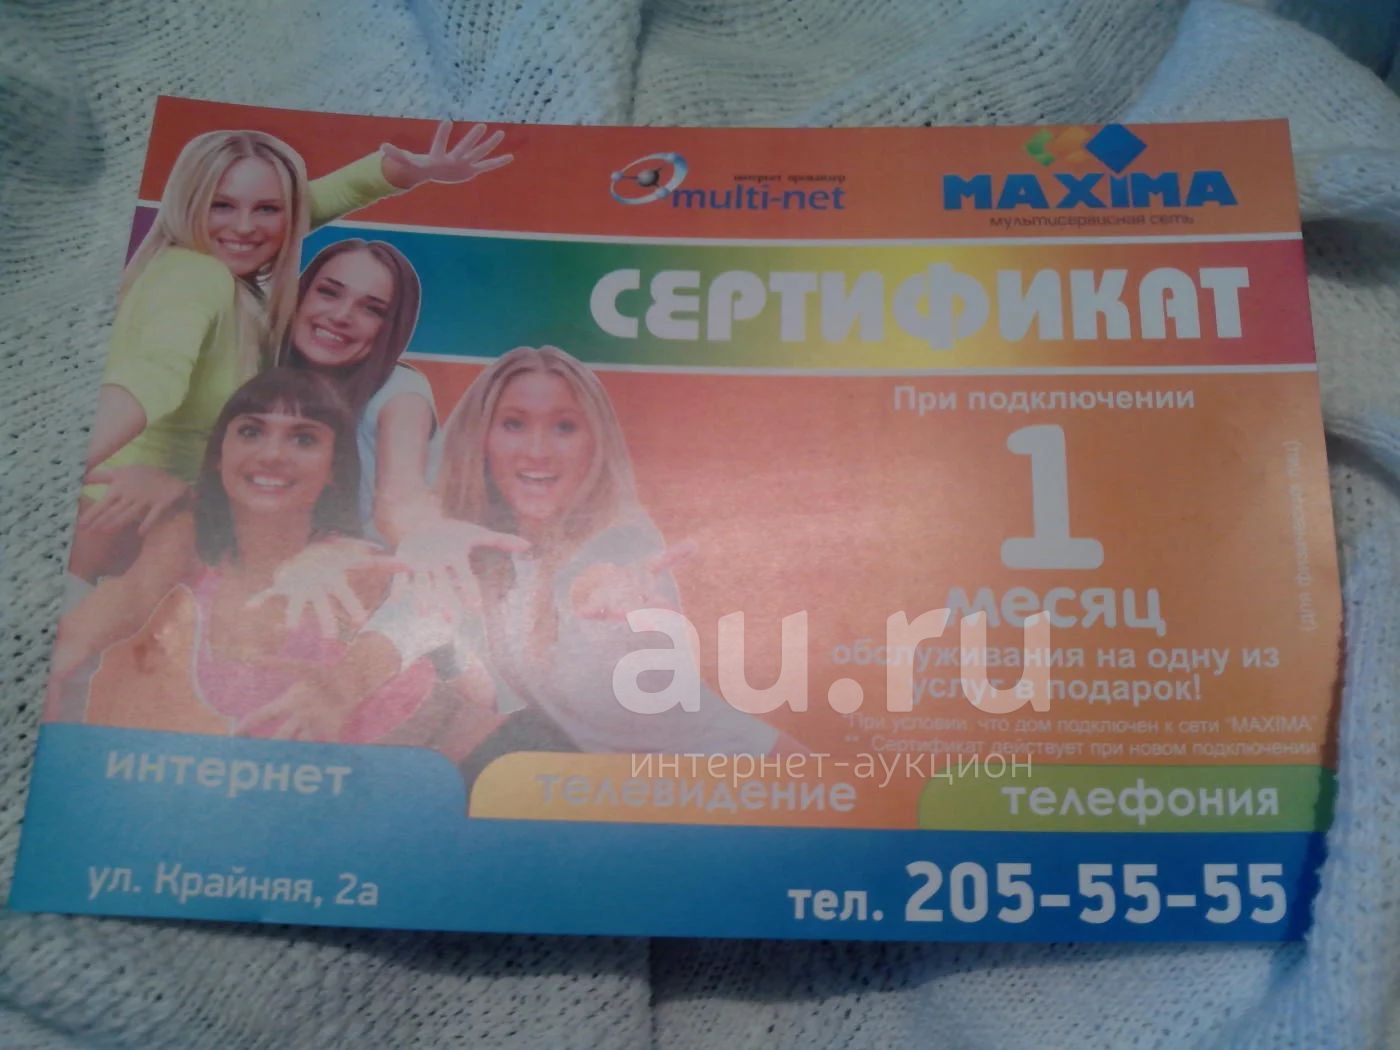 интернет провайдер
multi-net
MAXIMA
мультисервисная сеть
СЕРТИФИКАТ
При подключении
1
месяц
обслуживания на одну из
услуг в подарок!
(для физических лиц)
*При условии, что дом подключен к сети "MAXIMA"
** Сертификат действует при новом подключении
интернет
телевидение
телефония
ул. Крайняя, 2а
тел. 205-55-55
au.ru
интернет-аукцион